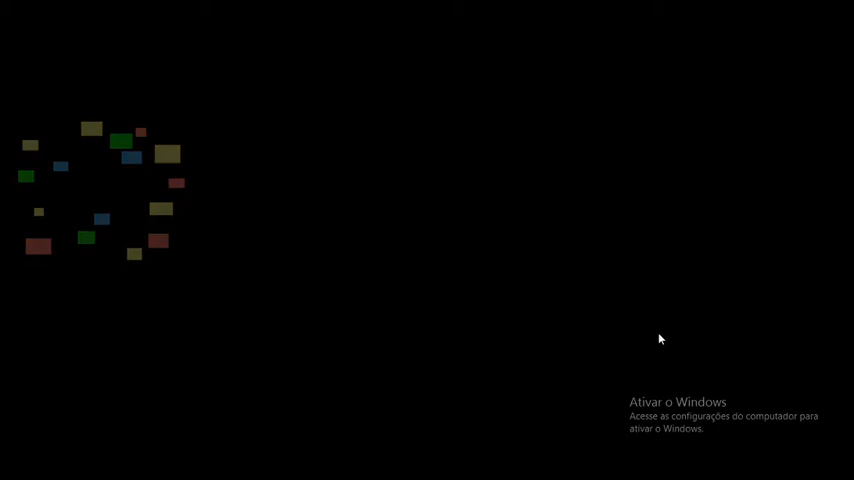 Ativar o Windows
Acesse as configurações do computador para
ativar o Windows.